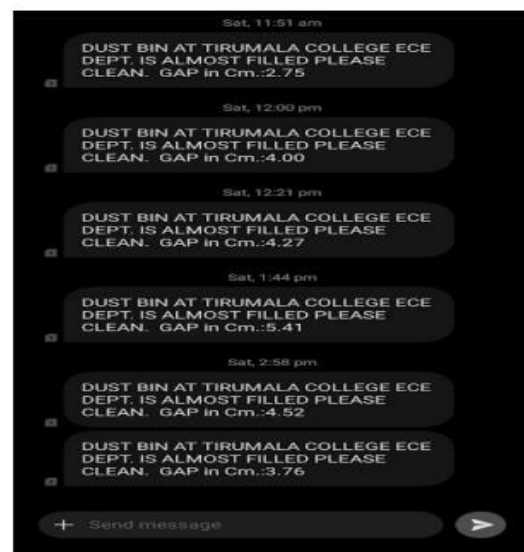 Sat, 11:51 am
DUST BIN AT TIRUMALA COLLEGE ECE
DEPT. IS ALMOST FILLED PLEASE
CLEAN. GAP in Cm.:2.75
Sat, 12:00 pm
DUST BIN AT TIRUMALA COLLEGE ECE
DEPT. IS ALMOST FILLED PLEASE
CLEAN. GAP in Cm.:4.00
Sat, 12:21 pm
DUST BIN AT TIRUMALA COLLEGE ECE
DEPT. IS ALMOST FILLED PLEASE
CLEAN. GAP in Cm.:4.27
Sat, 1:44 pm
DUST BIN AT TIRUMALA COLLEGE ECE
DEPT. IS ALMOST FILLED PLEASE
CLEAN. GAP in Cm.:5.41
Sat, 2:58 pm
DUST BIN AT TIRUMALA COLLEGE ECE
DEPT. IS ALMOST FILLED PLEASE
CLEAN. GAP in Cm.:4.52
DUST BIN AT TIRUMALA COLLEGE ECE
DEPT. IS ALMOST FILLED PLEASE
CLEAN. GAP in Cm.:3.76
Send message